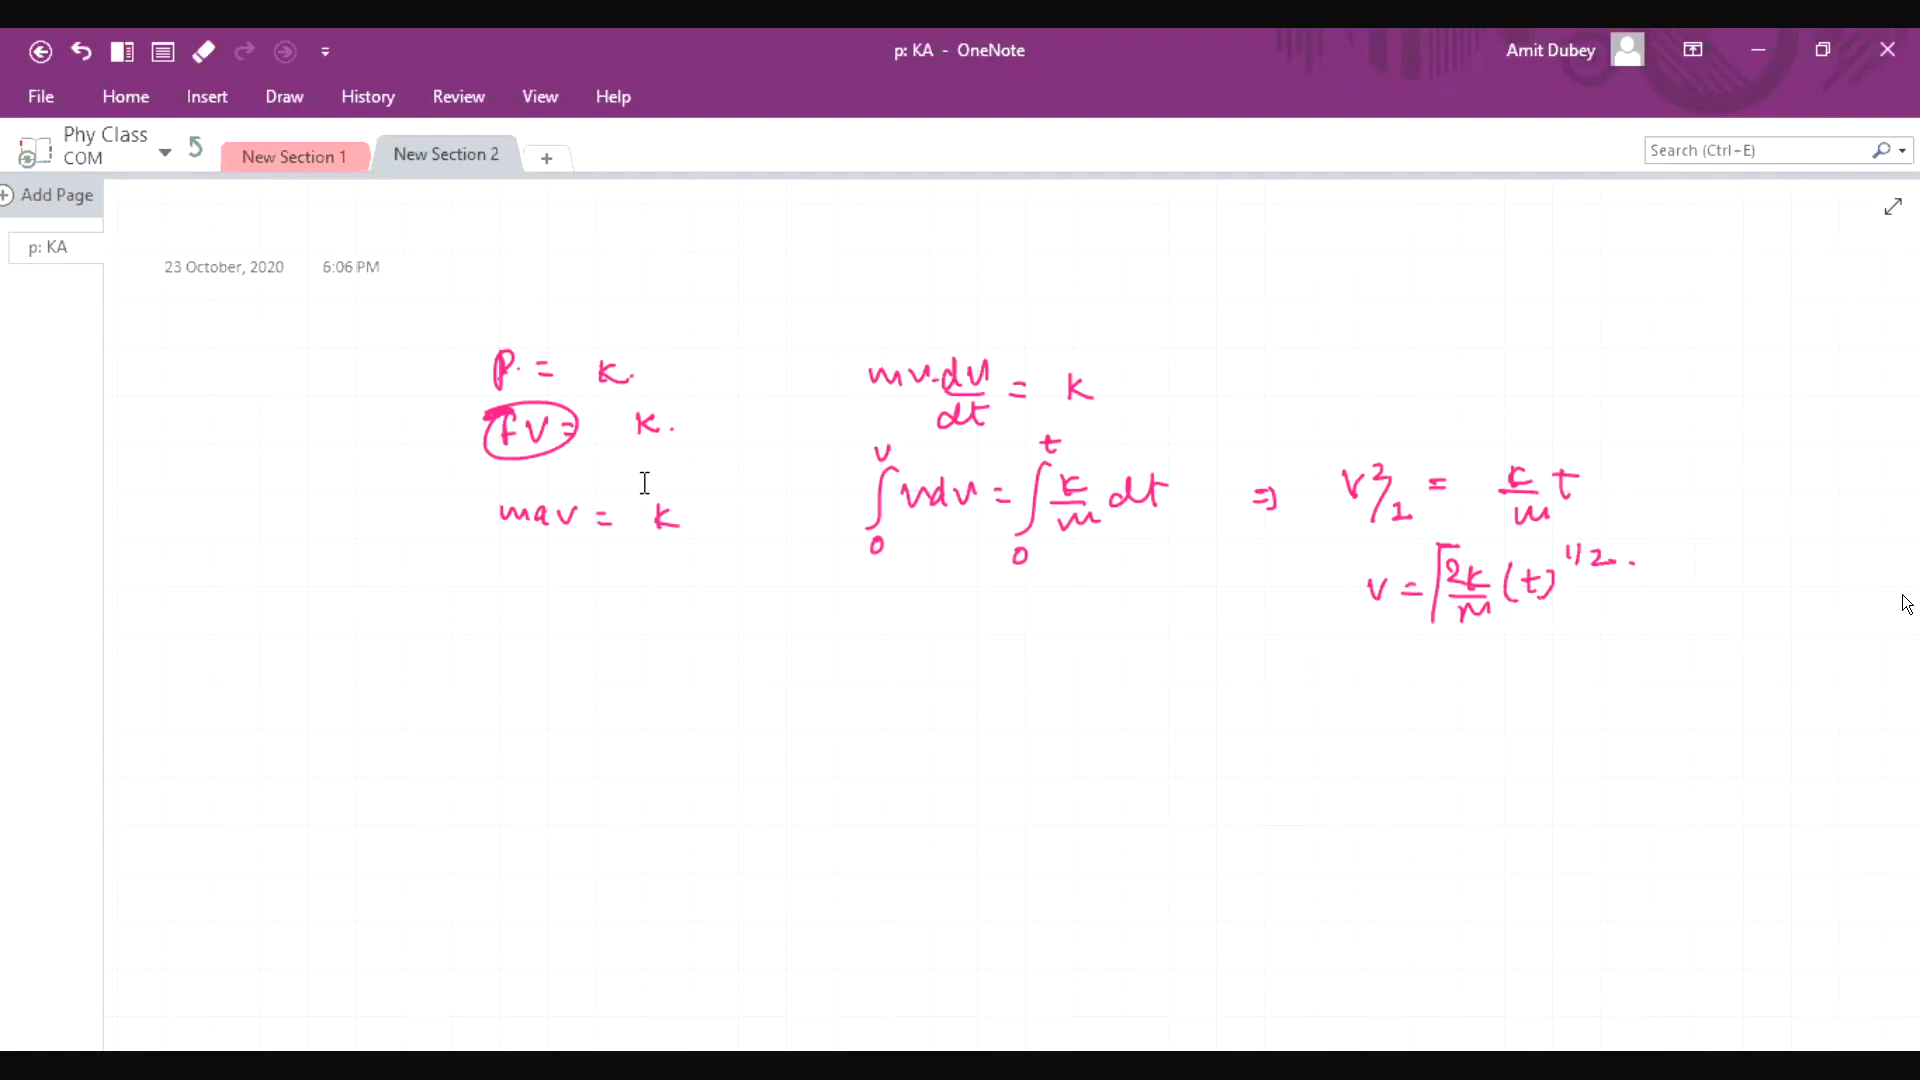 p: KA - OneNote
Amit Dubey
File Home Insert Draw History Review View Help
Phy Class
COM
New Section 1
New Section 2
+
Search (Ctrl-E)
Add Page
p: KA
23 October, 2020 6:06 PM
P = K.
FV = K.
mav = K
mv.dv/dt = K
∫₀ᵛ vdv = ∫₀ᵗ K/m dt ⇒ v²/2 = K/m t
v = √2K/m (t)^1/2.